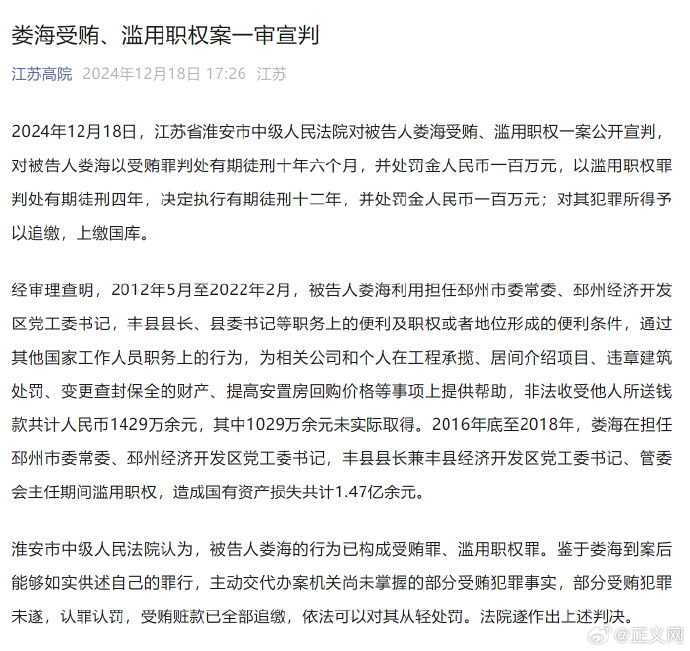 娄海受贿、滥用职权案一审宣判
江苏高院 2024年12月18日 17:26 江苏
2024年12月18日，江苏省淮安市中级人民法院对被告人娄海受贿、滥用职权一案公开宣判，
对被告人娄海以受贿罪判处有期徒刑十年六个月，并处罚金人民币一百万元，以滥用职权罪
判处有期徒刑四年，决定执行有期徒刑十二年，并处罚金人民币一百万元；对其犯罪所得予
以追缴，上缴国库。
经审理查明，2012年5月至2022年2月，被告人娄海利用担任邳州市委常委、邳州经济开发
区党工委书记，丰县县长、县委书记等职务上的便利及职权或者地位形成的便利条件，通过
其他国家工作人员职务上的行为，为相关公司和个人在工程承揽、居间介绍项目、违章建筑
处罚、变更查封保全的财产、提高安置房回购价格等事项上提供帮助，非法收受他人所送钱
款共计人民币1429万余元，其中1029万余元未实际取得。2016年底至2018年，娄海在担任
邳州市委常委、邳州经济开发区党工委书记，丰县县长兼丰县经济开发区党工委书记、管委
会主任期间滥用职权，造成国有资产损失共计1.47亿余元。
淮安市中级人民法院认为，被告人娄海的行为已构成受贿罪、滥用职权罪。鉴于娄海到案后
能够如实供述自己的罪行，主动交代办案机关尚未掌握的部分受贿犯罪事实，部分受贿犯罪
未遂，认罪认罚，受贿赃款已全部追缴，依法可以对其从轻处罚。法院遂作出上述判决。
@正义网